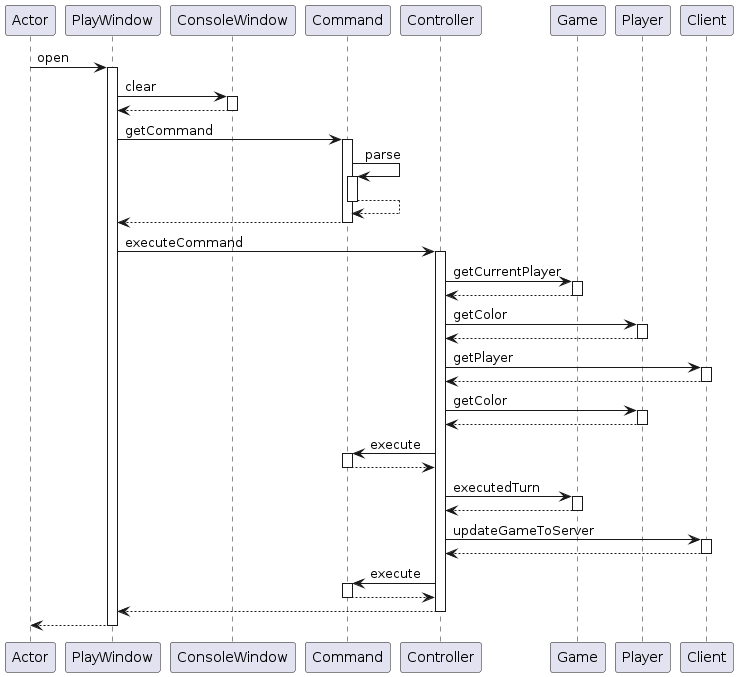 Actor PlayWindow ConsoleWindow Command Controller Game Player Client
open
clear
getCommand
parse
executeCommand
getCurrentPlayer
getColor
getPlayer
getColor
execute
executedTurn
updateGameToServer
execute
Actor PlayWindow ConsoleWindow Command Controller Game Player Client